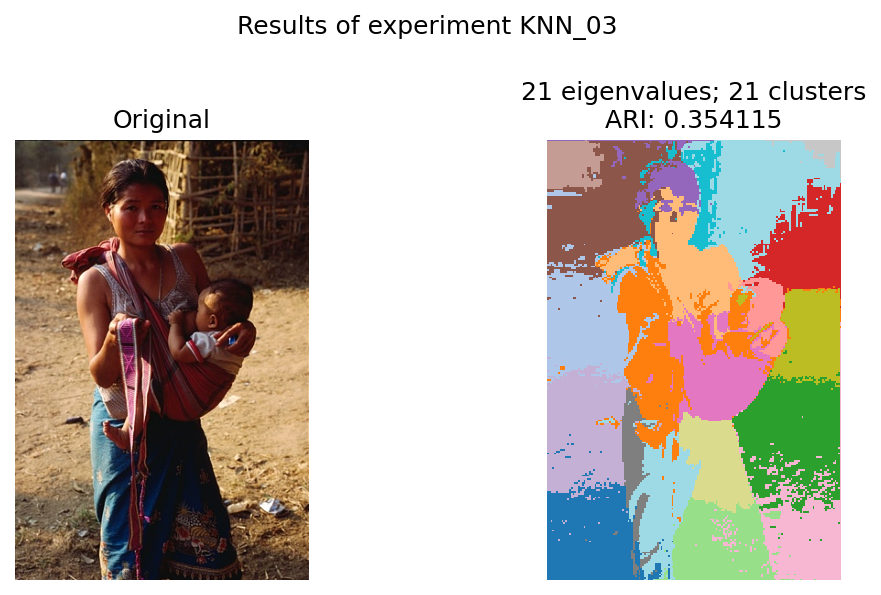 Results of experiment KNN_03
Original
21 eigenvalues; 21 clusters
ARI: 0.354115